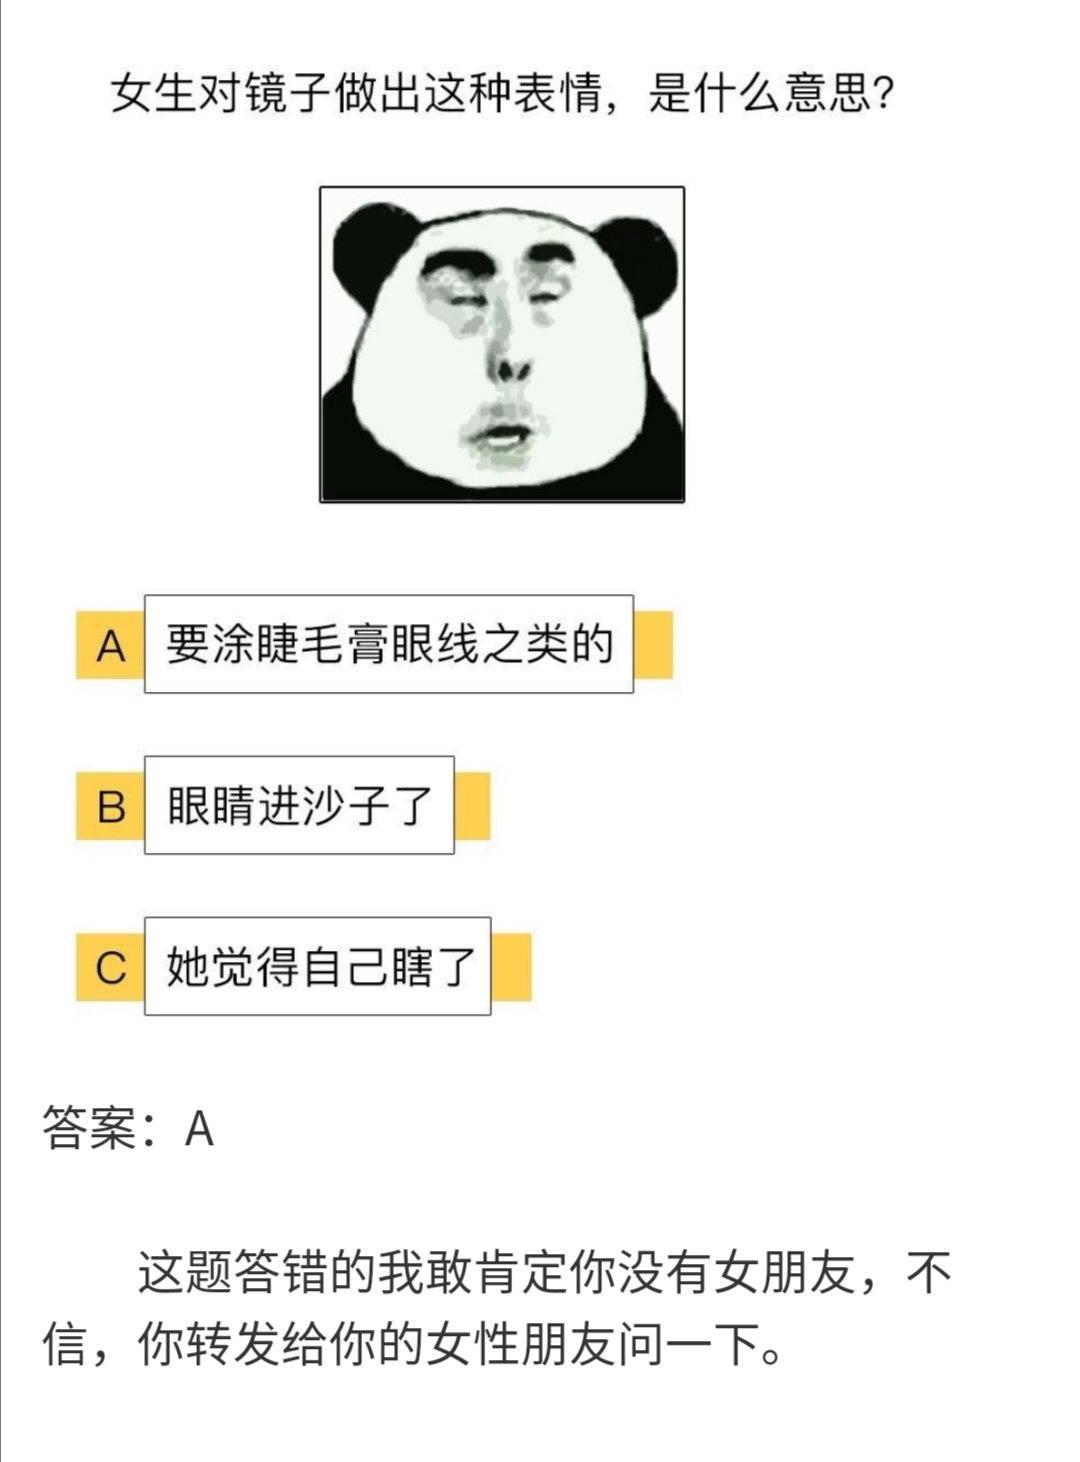 女生对镜子做出这种表情，是什么意思？
A 要涂睫毛膏眼线之类的
B 眼睛进沙子了
C 她觉得自己瞎了
答案：A
这题答错的我敢肯定你没有女朋友，不
信，你转发给你的女性朋友问一下。